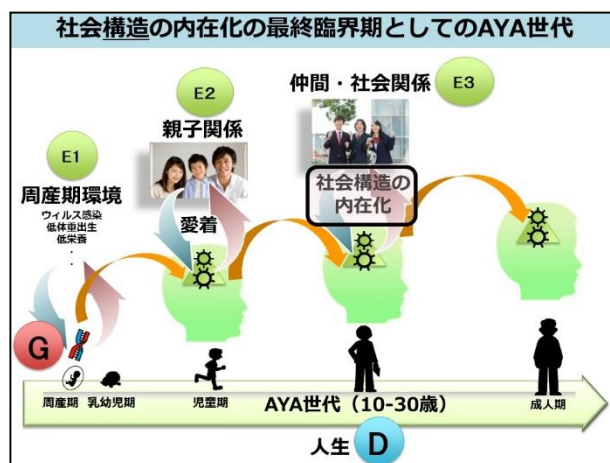 社会構造の内在化の最終臨界期としてのAYA世代
E1
周産期環境
ウィルス感染
低体重出生
低栄養
・
・
E2
親子関係
愛着
仲間・社会関係
E3
社会構造の
内在化
G
周産期
乳幼児期
児童期
AYA世代（10-30歳）
成人期
人生
D